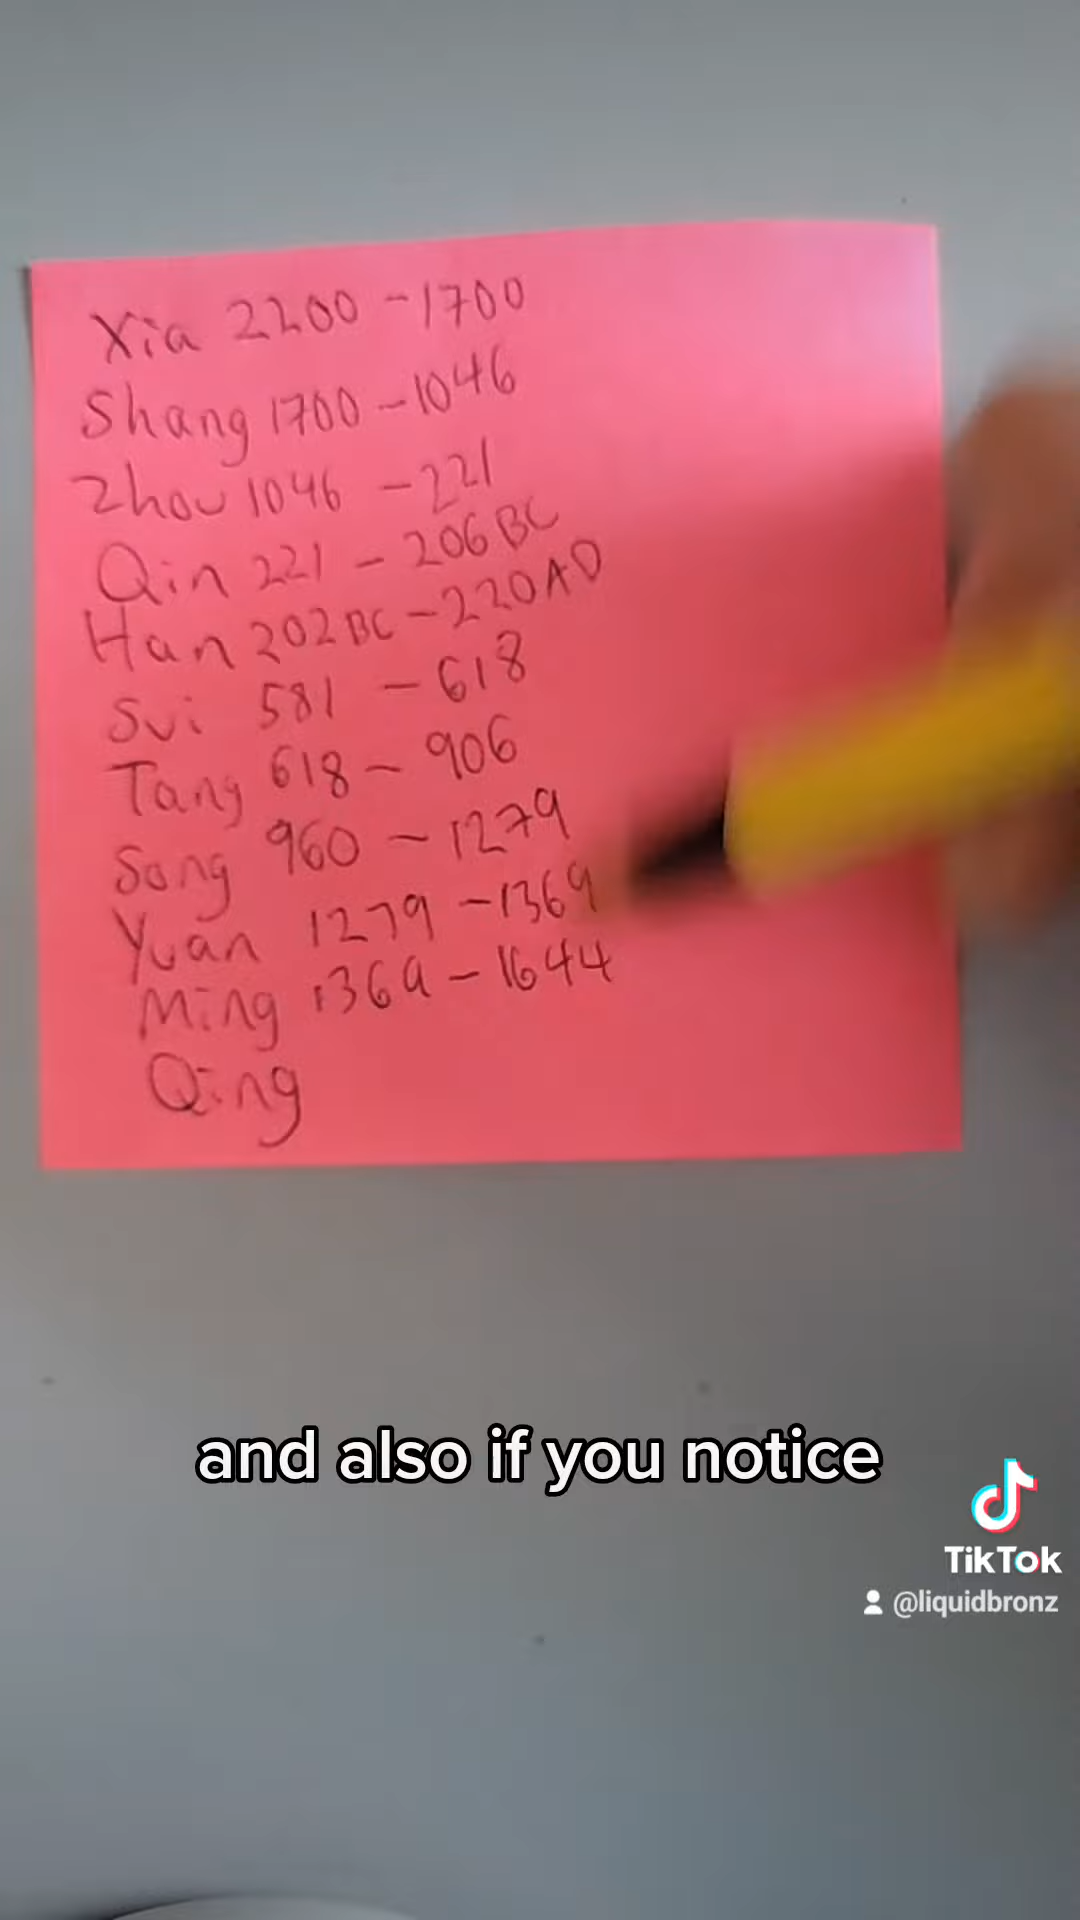 Xia 2200 - 1700
Shang 1700 - 1046
Zhou 1046 - 221
Qin 221 - 206 BC
Han 202 BC - 220 AD
Sui 581 - 618
Tang 618 - 906
Song 960 - 1279
Yuan 1279 - 1369
Ming 1369 - 1644
Qing
and also if you notice
TikTok
@liquidbronz